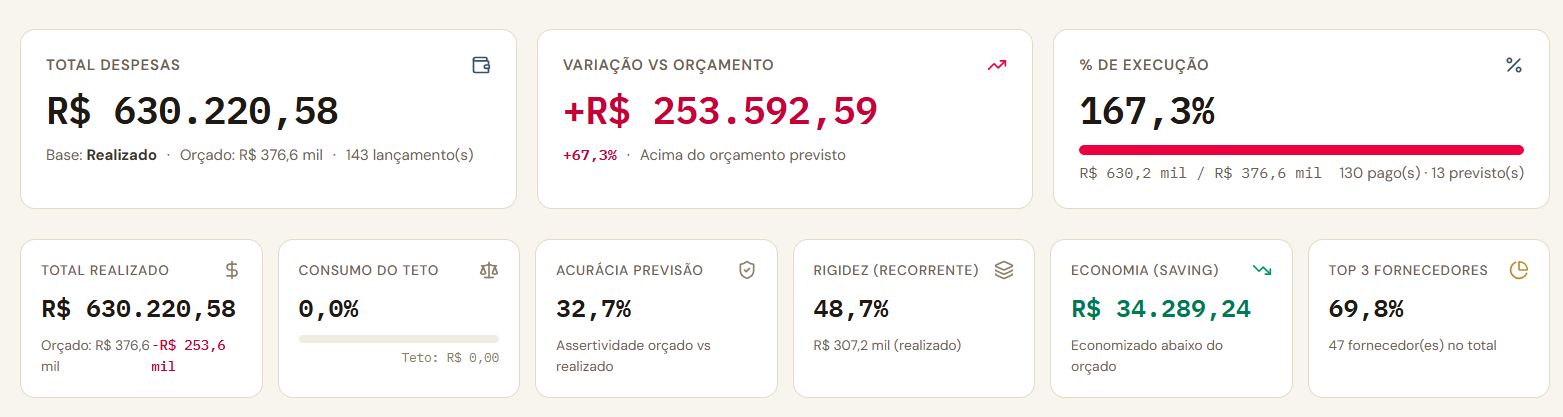 TOTAL DESPESAS
R$ 630.220,58
Base: Realizado · Orçado: R$ 376,6 mil · 143 lançamento(s)
VARIAÇÃO VS ORÇAMENTO
+R$ 253.592,59
+67,3% · Acima do orçamento previsto
% DE EXECUÇÃO
167,3%
R$ 630,2 mil / R$ 376,6 mil 130 pago(s) · 13 previsto(s)
TOTAL REALIZADO
R$ 630.220,58
Orçado: R$ 376,6 -R$ 253,6
mil mil
CONSUMO DO TETO
0,0%
Teto: R$ 0,00
ACURÁCIA PREVISÃO
32,7%
Assertividade orçado vs
realizado
RIGIDEZ (RECORRENTE)
48,7%
R$ 307,2 mil (realizado)
ECONOMIA (SAVING)
R$ 34.289,24
Economizado abaixo do
orçado
TOP 3 FORNECEDORES
69,8%
47 fornecedor(es) no total